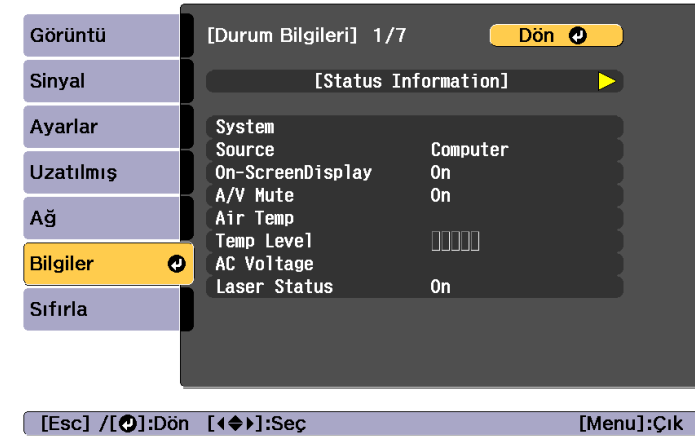 Görüntü
Sinyal
Ayarlar
Uzatılmış
Ağ
Bilgiler
Sıfırla
[Durum Bilgileri] 1/7 Dön
[Status Information]
System
Source Computer
On-ScreenDisplay On
A/V Mute On
Air Temp
Temp Level
AC Voltage
Laser Status On
[Esc] /[ ]:Dön [ ]:Seç [Menu]:Çık